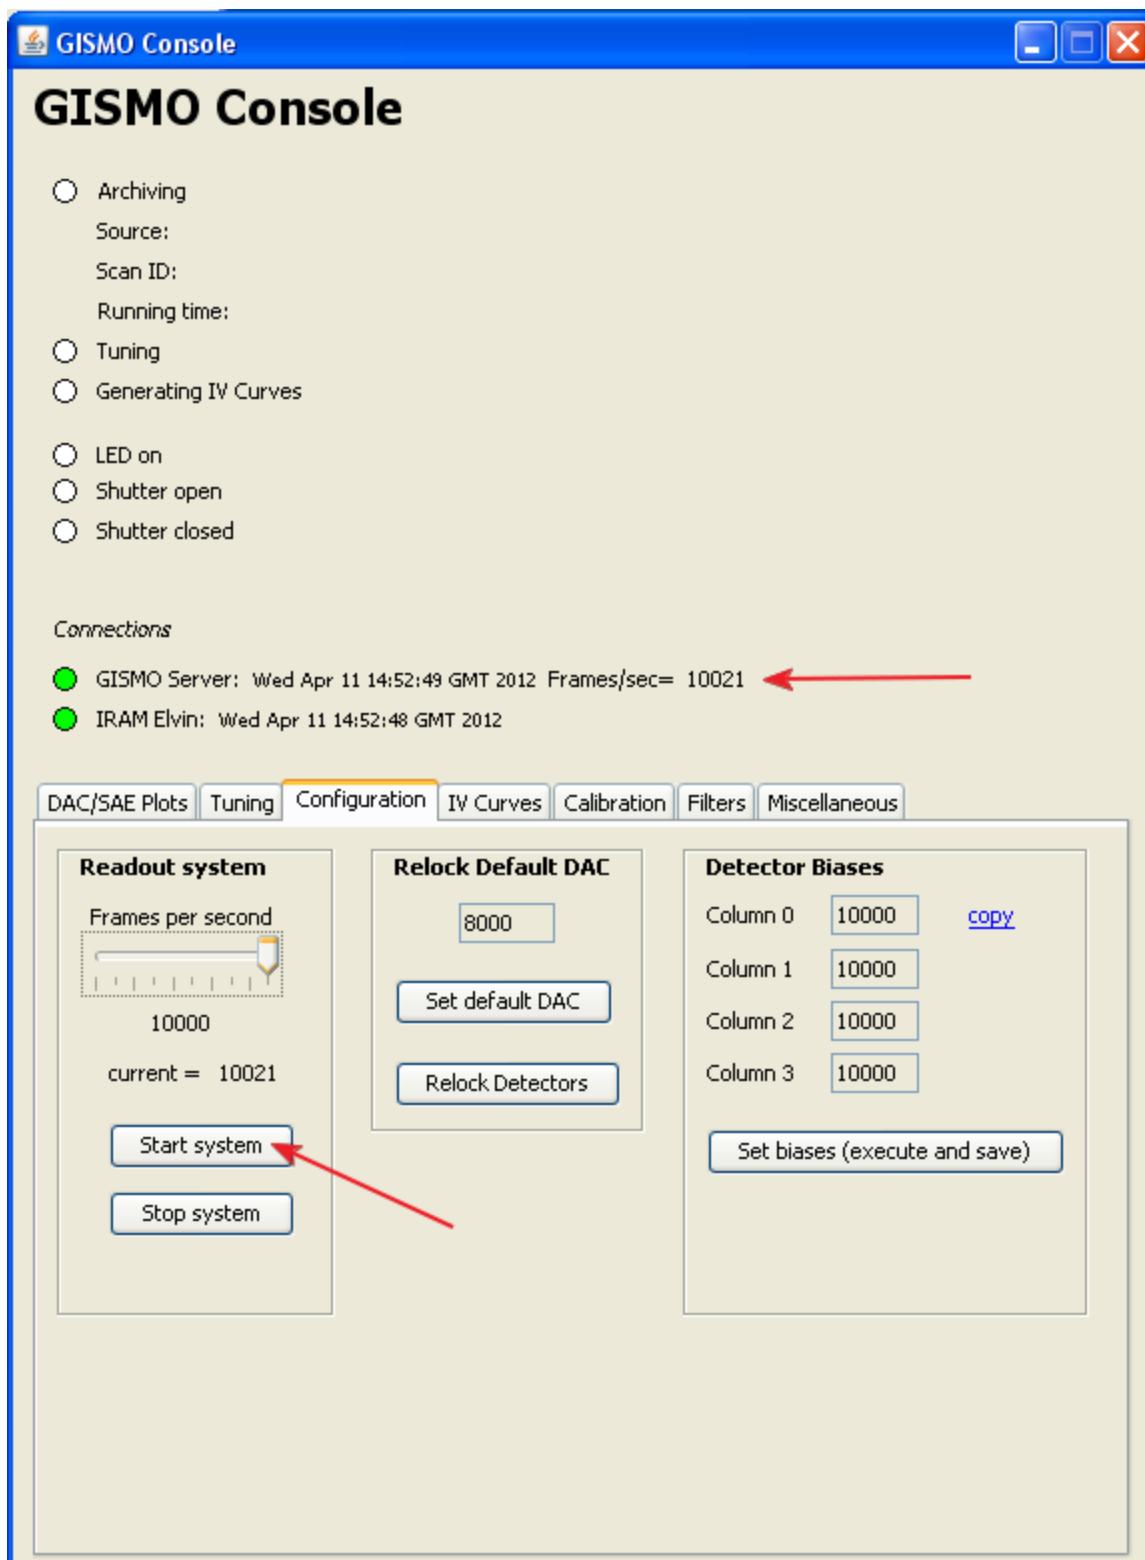 GISMO Console
GISMO Console
Archiving
Source:
Scan ID:
Running time:
Tuning
Generating IV Curves
LED on
Shutter open
Shutter closed
Connections
GISMO Server: Wed Apr 11 14:52:49 GMT 2012 Frames/sec= 10021
IRAM Elvin: Wed Apr 11 14:52:48 GMT 2012
DAC/SAE Plots Tuning Configuration IV Curves Calibration Filters Miscellaneous
Readout system
Frames per second
10000
current = 10021
Start system
Stop system
Relock Default DAC
8000
Set default DAC
Relock Detectors
Detector Biases
Column 0 10000 copy
Column 1 10000
Column 2 10000
Column 3 10000
Set biases (execute and save)